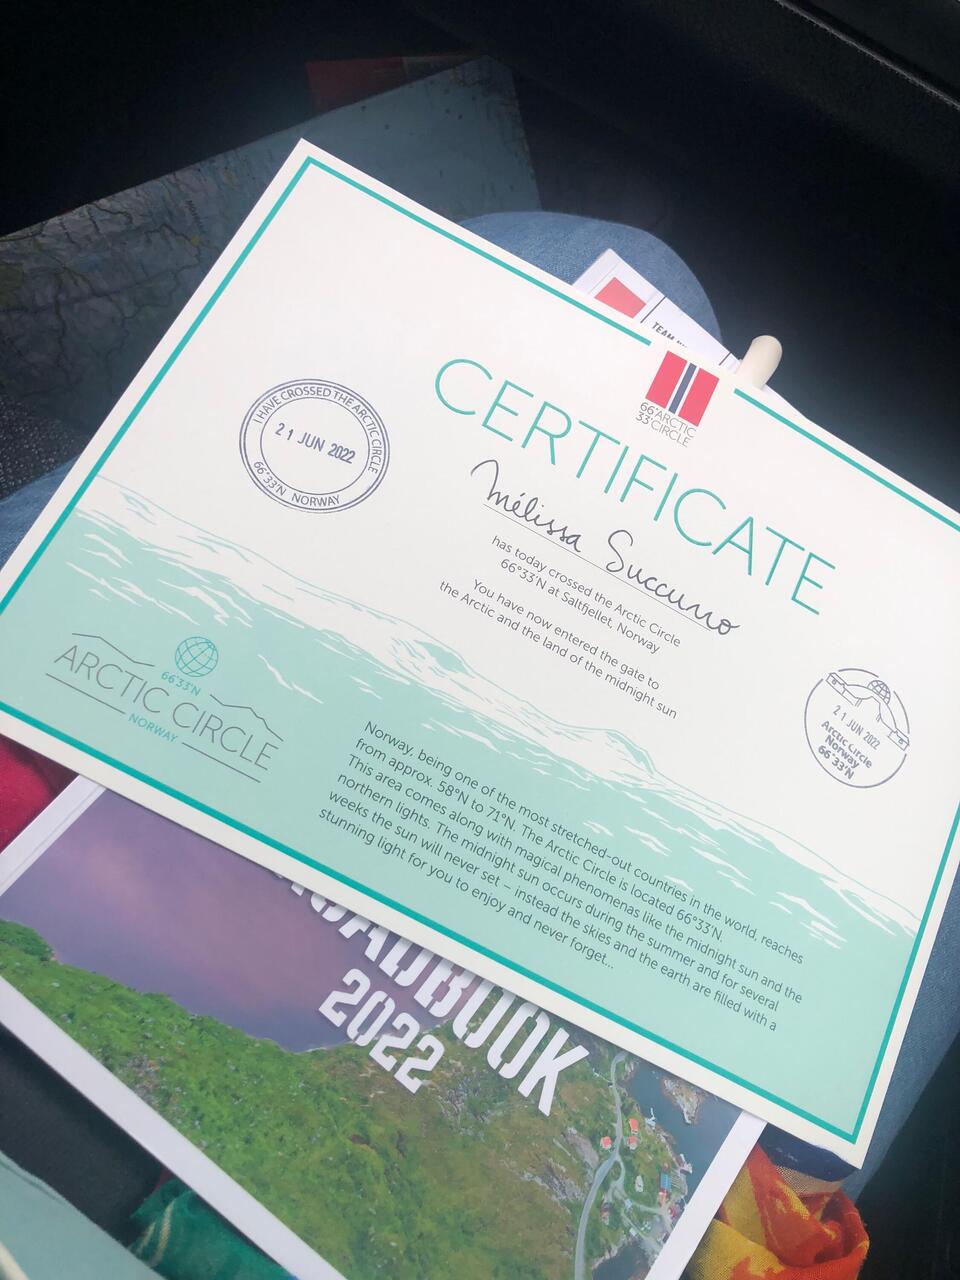 TEAM
66°ARCTIC
33'CIRCLE
CERTIFICATE
I HAVE CROSSED THE ARCTIC CIRCLE
21 JUN 2022
66°33'N NORWAY
Mélissa Succurro
has today crossed the Arctic Circle
66°33'N at Saltfjellet, Norway
You have now entered the gate to
the Arctic and the land of the midnight sun
21 JUN 2022
Arctic Circle
Norway
66°33'N
66°33'N
ARCTIC CIRCLE
NORWAY
Norway, being one of the most stretched-out countries in the world, reaches
from approx. 58°N to 71°N. The Arctic Circle is located 66°33'N.
This area comes along with magical phenomenas like the midnight sun and the
northern lights. The midnight sun occurs during the summer and for several
weeks the sun will never set – instead the skies and the earth are filled with a
stunning light for you to enjoy and never forget...
ROADBOOK
2022